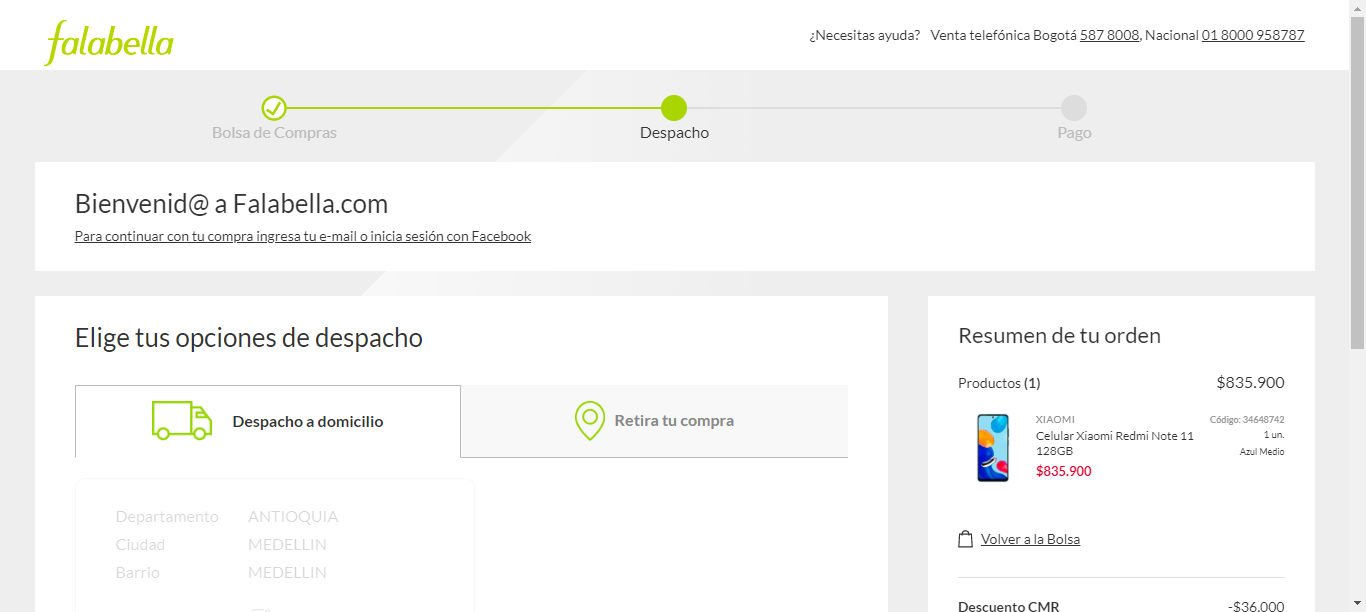 falabella
¿Necesitas ayuda? Venta telefónica Bogotá 587 8008, Nacional 01 8000 958787
Bolsa de Compras
Despacho
Pago
Bienvenid@ a Falabella.com
Para continuar con tu compra ingresa tu e-mail o inicia sesión con Facebook
Elige tus opciones de despacho
Despacho a domicilio
Retira tu compra
Departamento ANTIOQUIA
Ciudad MEDELLIN
Barrio MEDELLIN
Resumen de tu orden
Productos (1) $835.900
XIAOMI Código: 34648742
Celular Xiaomi Redmi Note 11 1 un.
128GB Azul Medio
$835.900
Volver a la Bolsa
Descuento CMR -$36.000